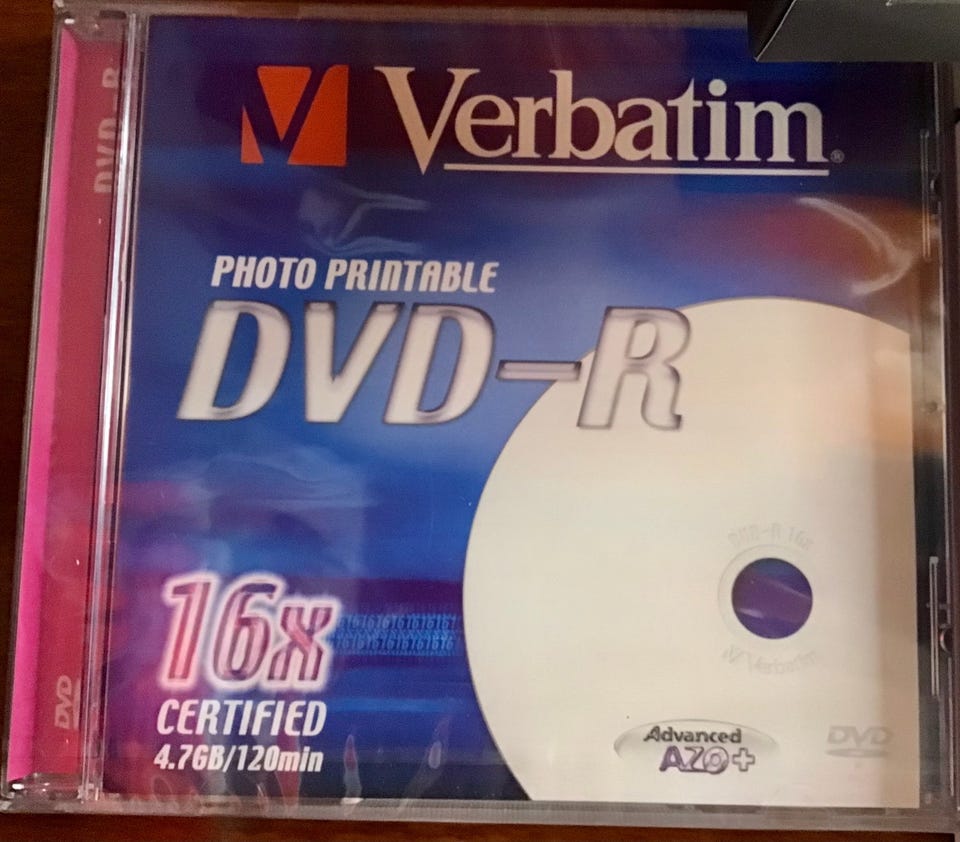 DVD-R
Verbatim®
PHOTO PRINTABLE
DVD-R
16x
CERTIFIED
4.7GB/120min
DVD-R 16x
Verbatim
Advanced
AZO+
DVD
DVD